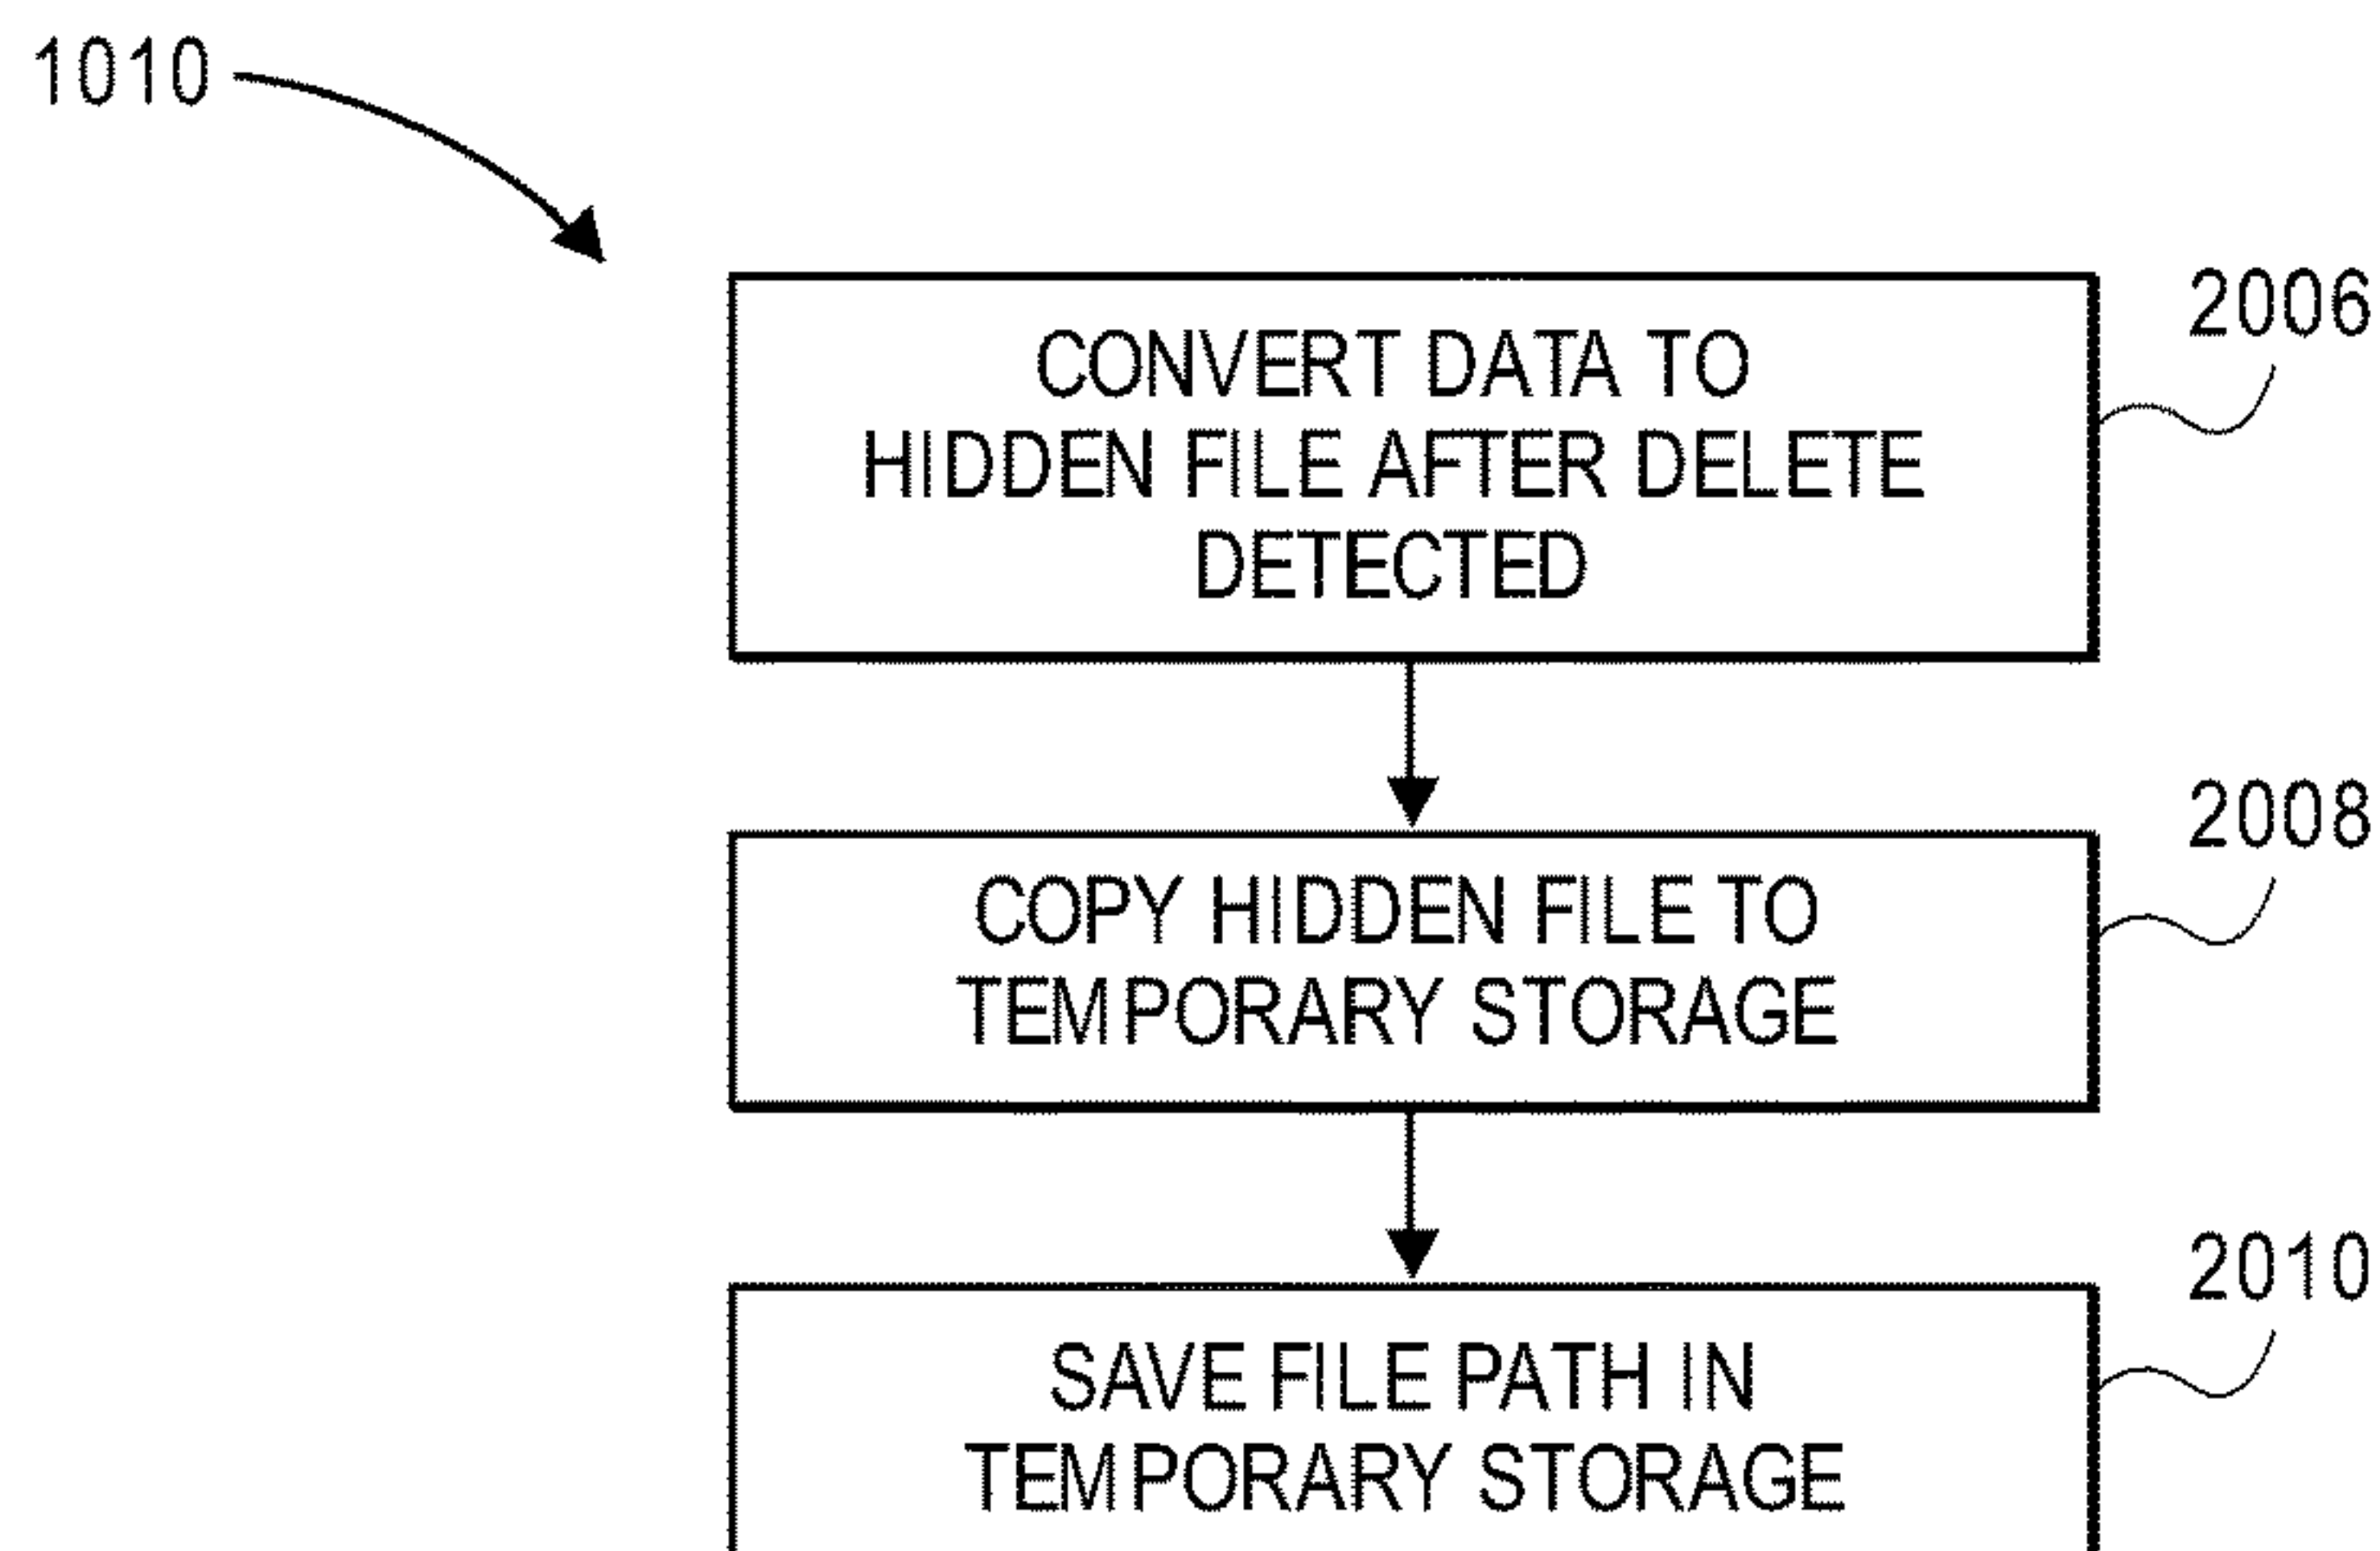 1010
2006
CONVERT DATA TO
HIDDEN FILE AFTER DELETE
DETECTED
2008
COPY HIDDEN FILE TO
TEMPORARY STORAGE
2010
SAVE FILE PATH IN
TEMPORARY STORAGE